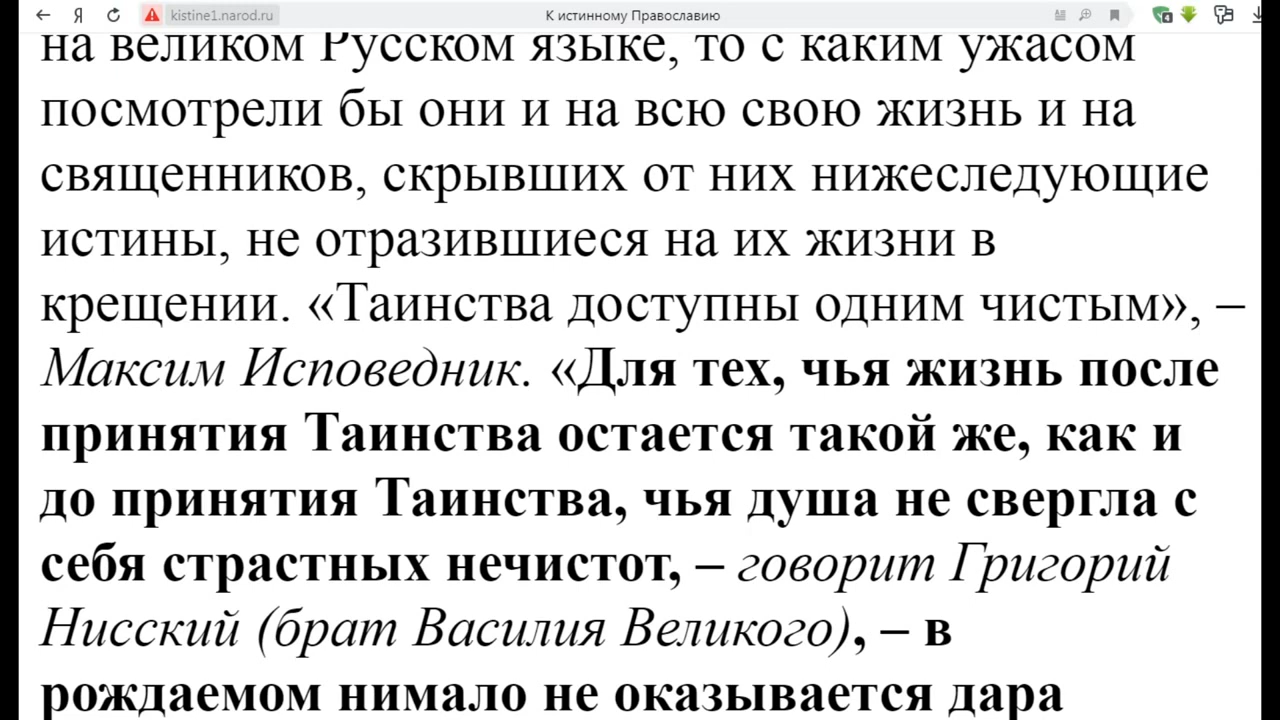 kistine1.narod.ru
К истинному Православию
на великом Русском языке, то с каким ужасом
посмотрели бы они и на всю свою жизнь и на
священников, скрывших от них нижеследующие
истины, не отразившиеся на их жизни в
крещении. «Таинства доступны одним чистым», –
Максим Исповедник. «Для тех, чья жизнь после
принятия Таинства остается такой же, как и
до принятия Таинства, чья душа не свергла с
себя страстных нечистот, – говорит Григорий
Нисский (брат Василия Великого), – в
рождаемом нимало не оказывается дара